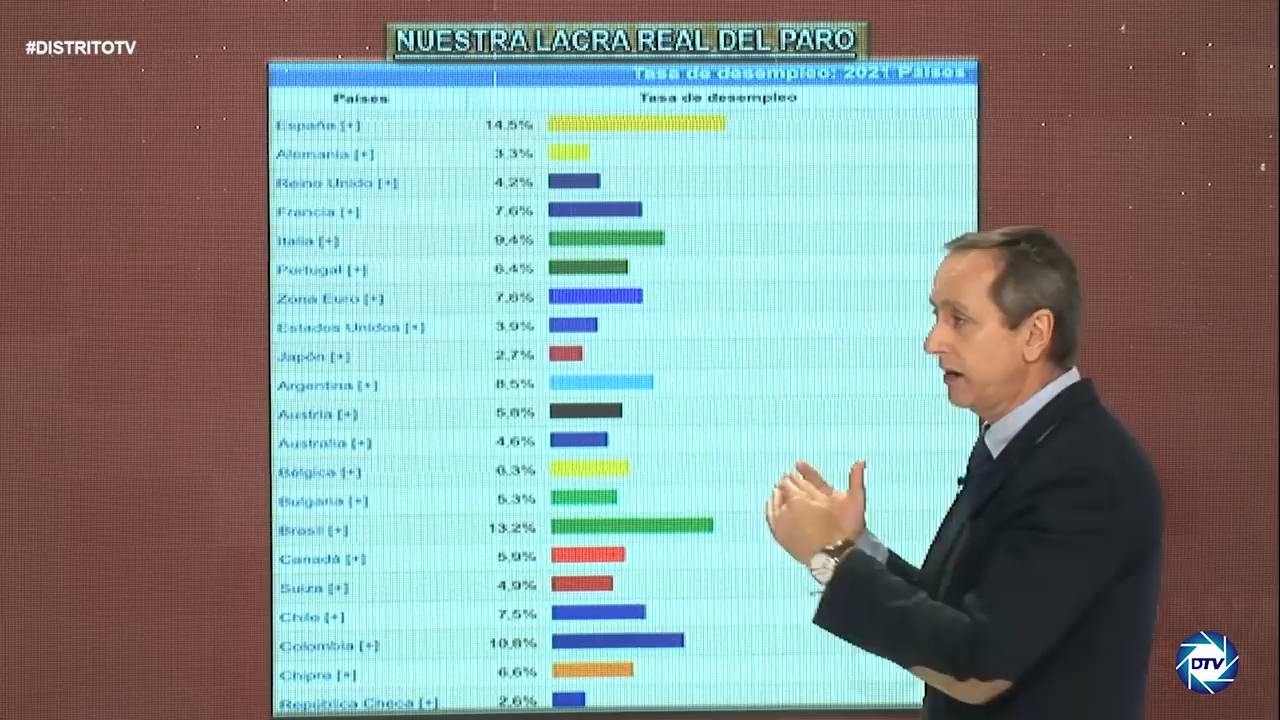 #DISTRITOTV
NUESTRA LACRA REAL DEL PARO
Tasa de desempleo: 2021 Países
Países Tasa de desempleo
España [+] 14,5%
Alemania [+] 3,3%
Reino Unido [+] 4,2%
Francia [+] 7,6%
Italia [+] 9,4%
Portugal [+] 6,4%
Zona Euro [+] 7,6%
Estados Unidos [+] 3,9%
Japón [+] 2,7%
Argentina [+] 8,5%
Austria [+] 5,8%
Australia [+] 4,6%
Bélgica [+] 6,3%
Bulgaria [+] 5,3%
Brasil [+] 13,2%
Canadá [+] 5,9%
Suiza [+] 4,9%
Chile [+] 7,5%
Colombia [+] 10,8%
Chipre [+] 6,6%
República Checa [+] 2,6%
DTV